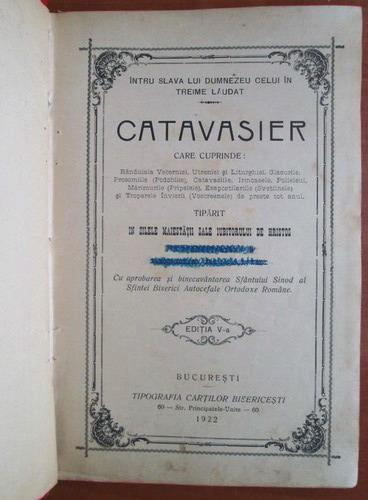 ÎNTRU SLAVA LUI DUMNEZEU CELUI ÎN
TREIME LĂUDAT
CATAVASIER
CARE CUPRINDE:
Rânduiala Vecerniei, Utreniei și Liturghiei, Glasurile,
Prosomiile (Podobiile), Catavasiile, Irmoasele, Polieleul,
Mărimurile (Pripelele), Exapostilariile (Svetilnele)
și Troparele Învierii (Voscresnele) de preste tot anul.
TIPĂRIT
IN ZILELE MAIESTĂȚII SALE IUBITORULUI DE HRISTOS
Cu aprobarea și binecuvântarea Sfântului Sinod al
Sfintei Biserici Autocefale Ortodoxe Române.
EDIȚIA V-a
BUCUREȘTI
TIPOGRAFIA CĂRȚILOR BISERICEȘTI
60 — Str. Principatele-Unite — 60
1922